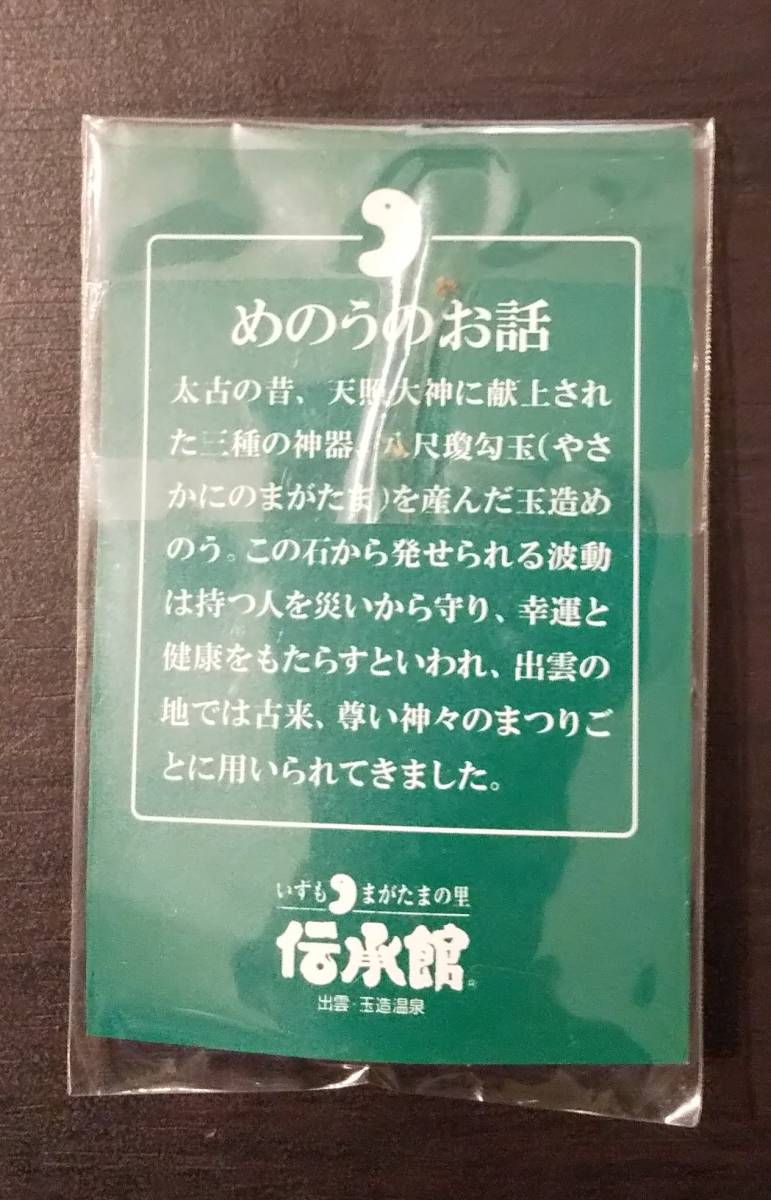 めのうのお話
太古の昔、天照大神に献上され
た三種の神器、八尺瓊勾玉(やさ
かにのまがたま)を産んだ玉造め
のう。この石から発せられる波動
は持つ人を災いから守り、幸運と
健康をもたらすといわれ、出雲の
地では古来、尊い神々のまつりご
とに用いられてきました。
いずも まがたまの里
伝承館
出雲・玉造温泉